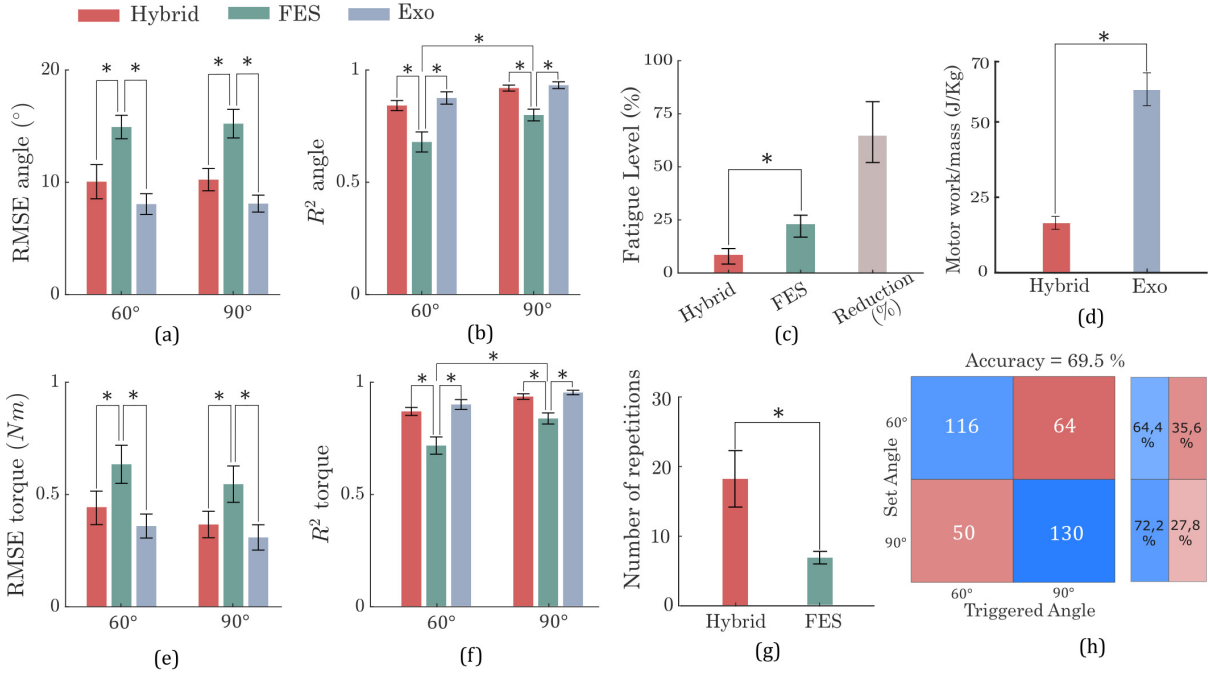 Hybrid FES Exo
RMSE angle (°)
20
10
0
* * * *
60° 90°
(a)
R² angle
1
0.5
0
*
* * * *
60° 90°
(b)
Fatigue Level (%)
100
75
50
25
0
*
Hybrid FES Reduction
(%)
(c)
Motor work/mass (J/Kg)
70
50
25
0
*
Hybrid Exo
(d)
RMSE torque (Nm)
1
0.5
0
* * * *
60° 90°
(e)
R² torque
1
0.5
0
*
* * * *
60° 90°
(f)
Number of repetitions
30
20
10
0
*
Hybrid FES
(g)
Accuracy = 69.5 %
Set Angle
60°
90°
116 64
50 130
64,4
%
35,6
%
72,2
%
27,8
%
60° 90°
Triggered Angle
(h)